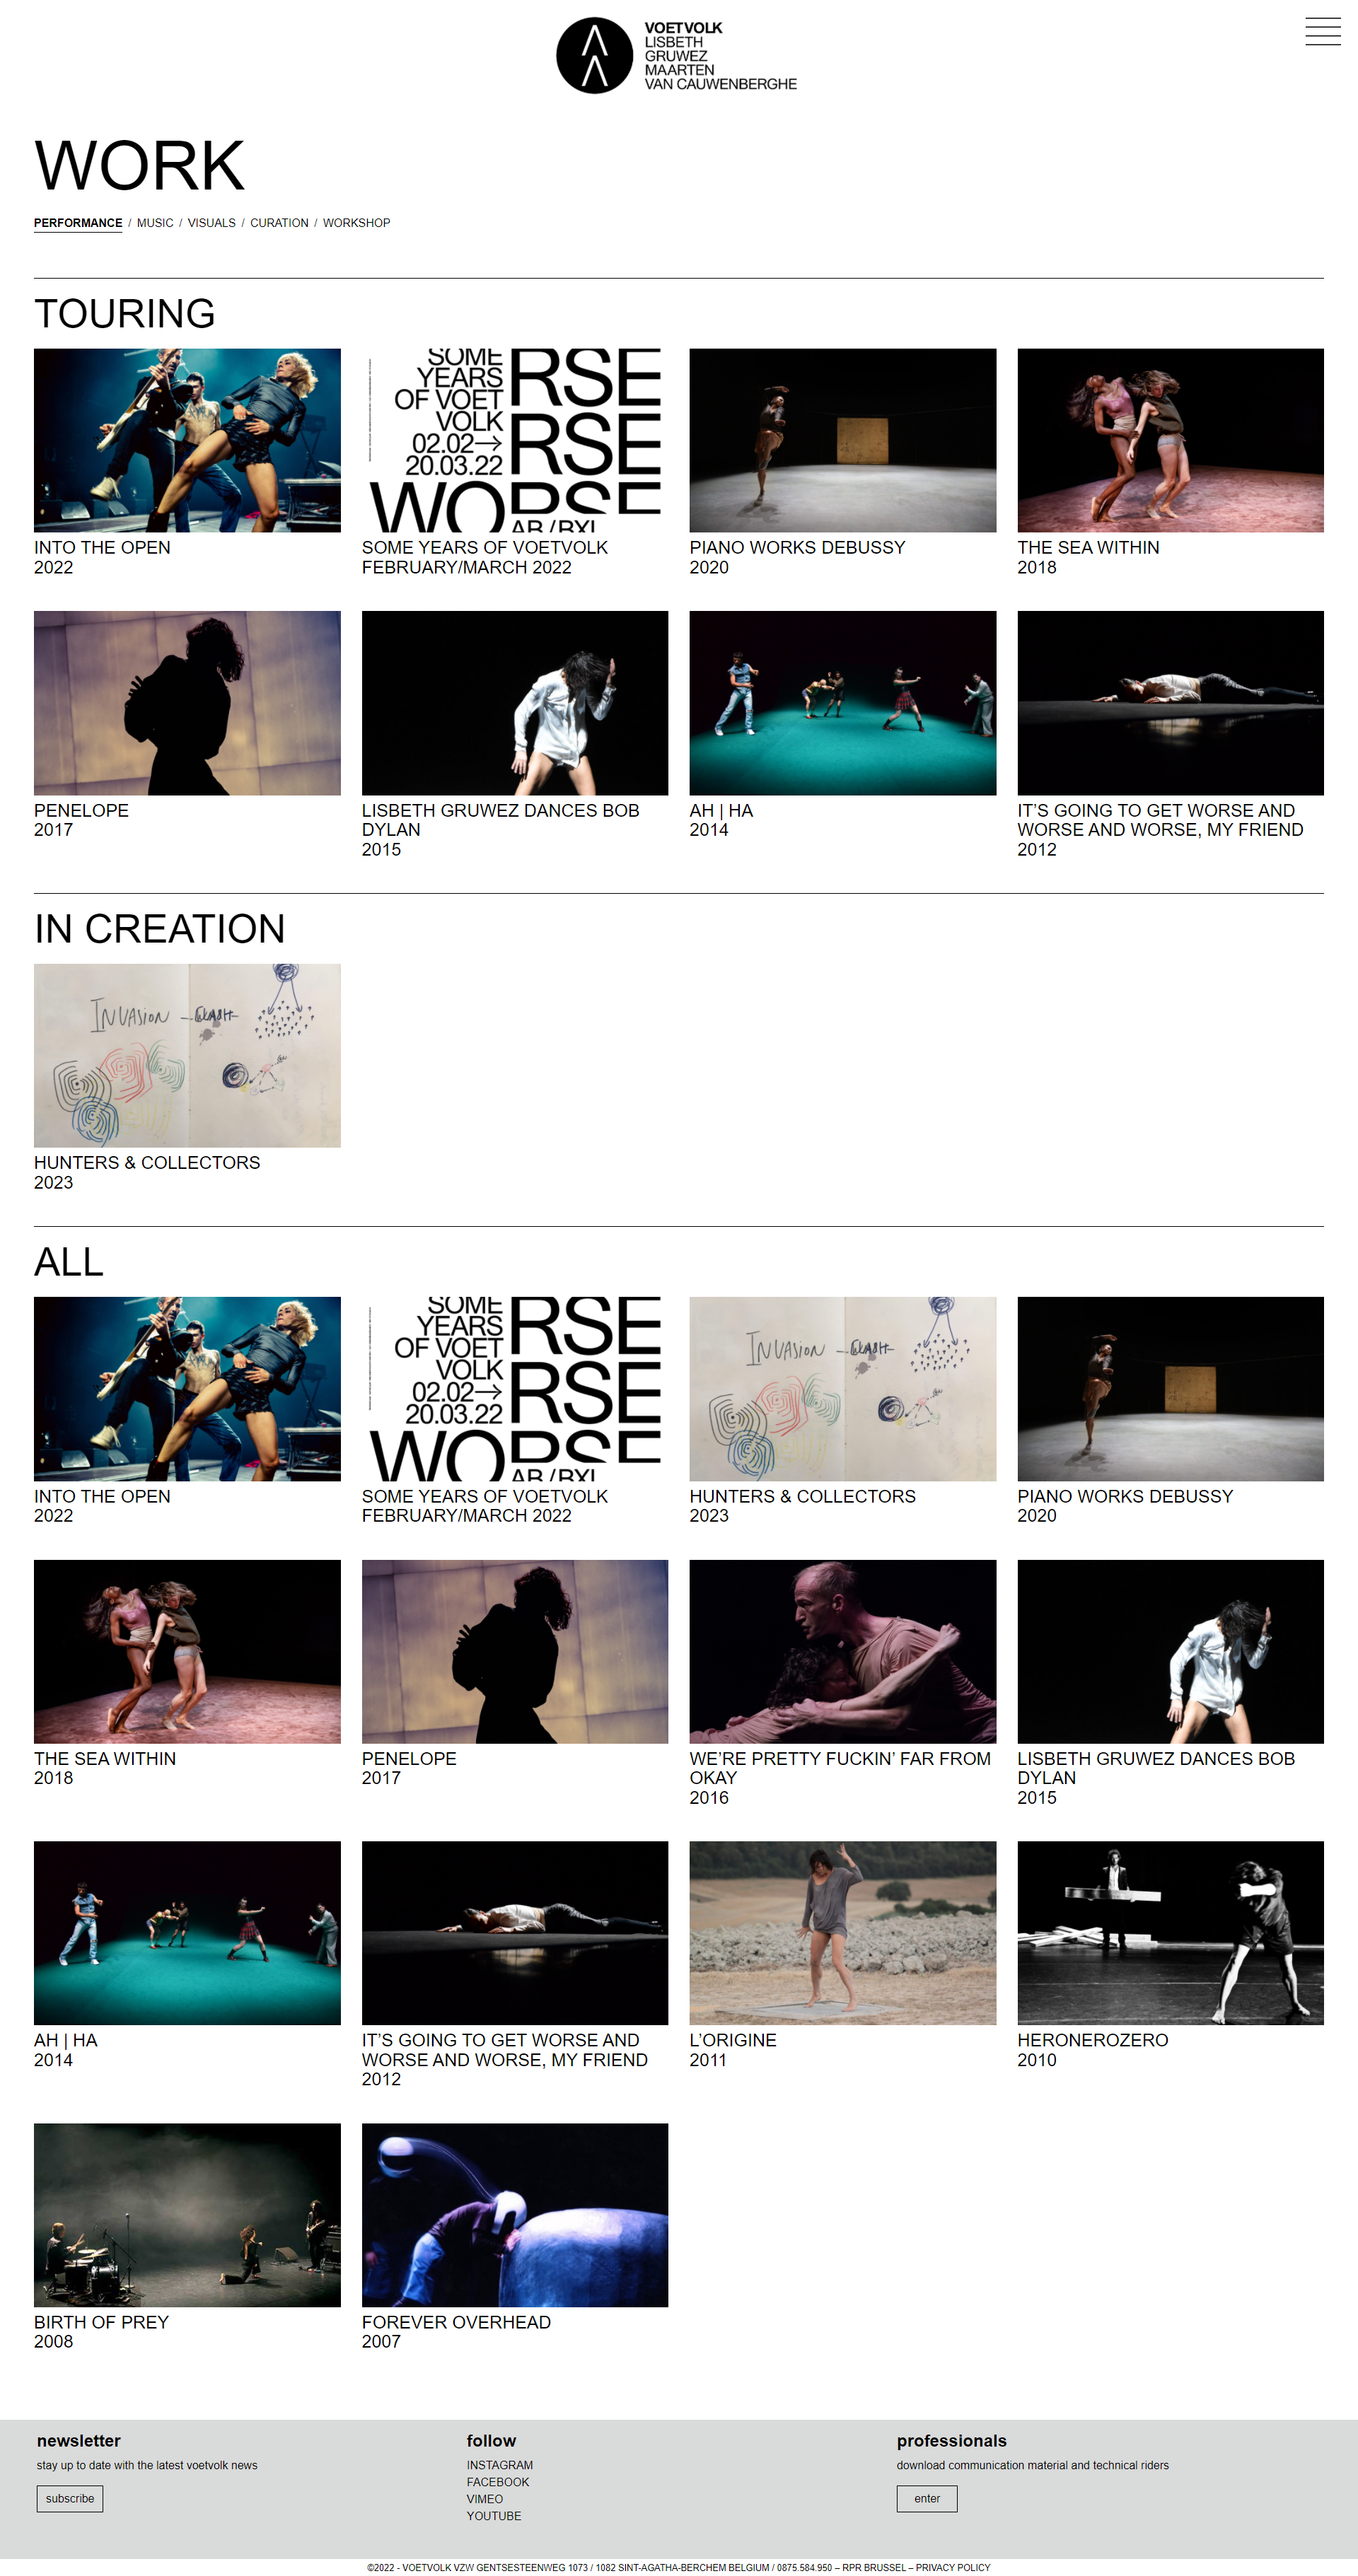 VOETVOLK
LISBETH
GRUWEZ
MAARTEN
VAN CAUWENBERGHE
WORK
PERFORMANCE / MUSIC / VISUALS / CURATION / WORKSHOP
TOURING
SOME
YEARS
OF VOET
VOLK
02.02→
20.03.22
RSE
RSE
WORSE
AB / BXL
INTO THE OPEN
2022
SOME YEARS OF VOETVOLK
FEBRUARY/MARCH 2022
PIANO WORKS DEBUSSY
2020
THE SEA WITHIN
2018
PENELOPE
2017
LISBETH GRUWEZ DANCES BOB
DYLAN
2015
AH | HA
2014
IT’S GOING TO GET WORSE AND
WORSE AND WORSE, MY FRIEND
2012
IN CREATION
INVASION – CLASH
HUNTERS & COLLECTORS
2023
ALL
SOME
YEARS
OF VOET
VOLK
02.02→
20.03.22
RSE
RSE
WORSE
AB / BXL
INVASION – CLASH
INTO THE OPEN
2022
SOME YEARS OF VOETVOLK
FEBRUARY/MARCH 2022
HUNTERS & COLLECTORS
2023
PIANO WORKS DEBUSSY
2020
THE SEA WITHIN
2018
PENELOPE
2017
WE’RE PRETTY FUCKIN’ FAR FROM
OKAY
2016
LISBETH GRUWEZ DANCES BOB
DYLAN
2015
AH | HA
2014
IT’S GOING TO GET WORSE AND
WORSE AND WORSE, MY FRIEND
2012
L’ORIGINE
2011
HERONEROZERO
2010
BIRTH OF PREY
2008
FOREVER OVERHEAD
2007
newsletter
stay up to date with the latest voetvolk news
subscribe
follow
INSTAGRAM
FACEBOOK
VIMEO
YOUTUBE
professionals
download communication material and technical riders
enter
©2022 - VOETVOLK VZW GENTSESTEENWEG 1073 / 1082 SINT-AGATHA-BERCHEM BELGIUM / 0875.584.950 – RPR BRUSSEL – PRIVACY POLICY